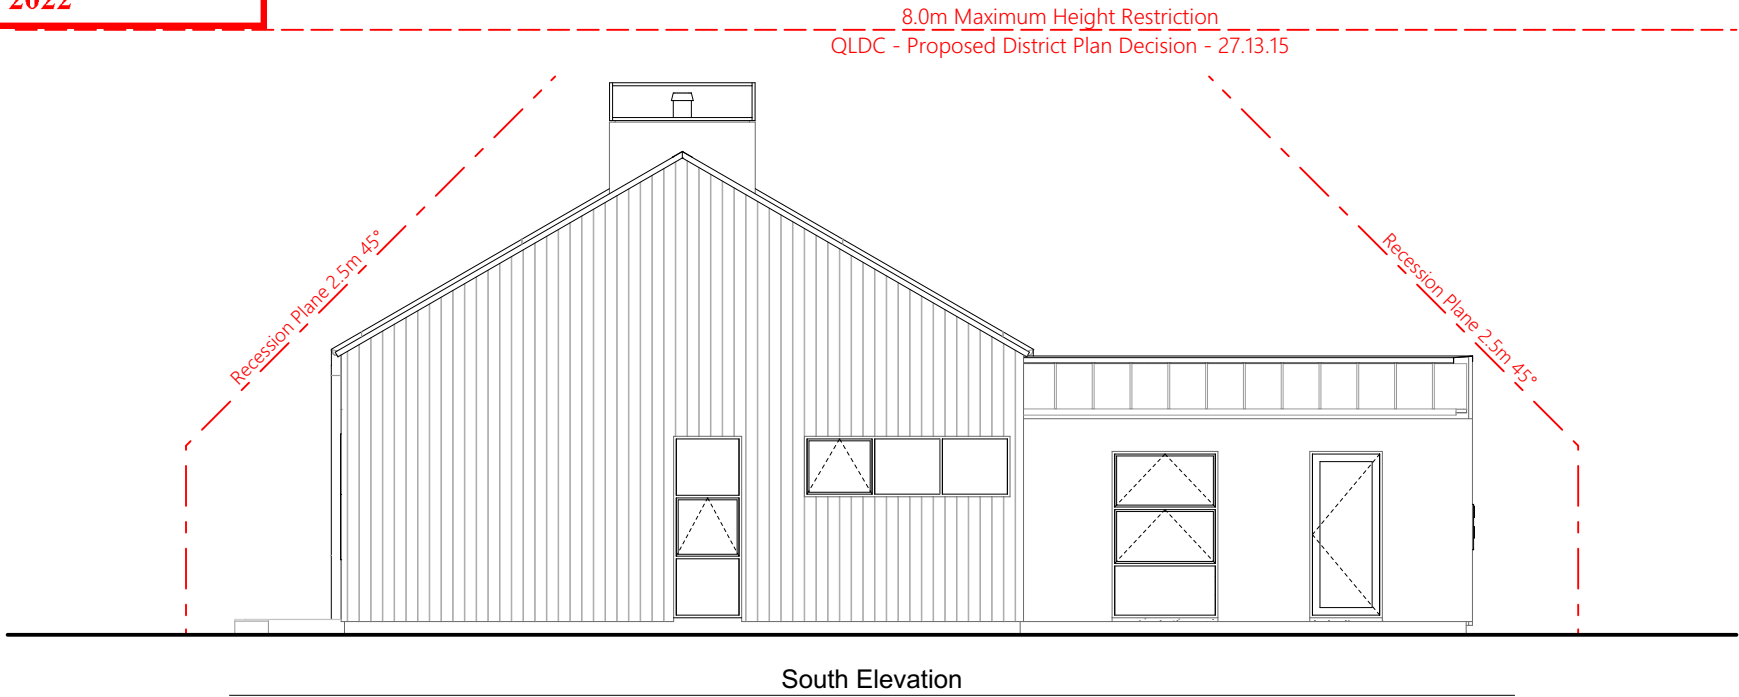 2022
8.0m Maximum Height Restriction
QLDC - Proposed District Plan Decision - 27.13.15
Recession Plane 2.5m 45°
Recession Plane 2.5m 45°
South Elevation